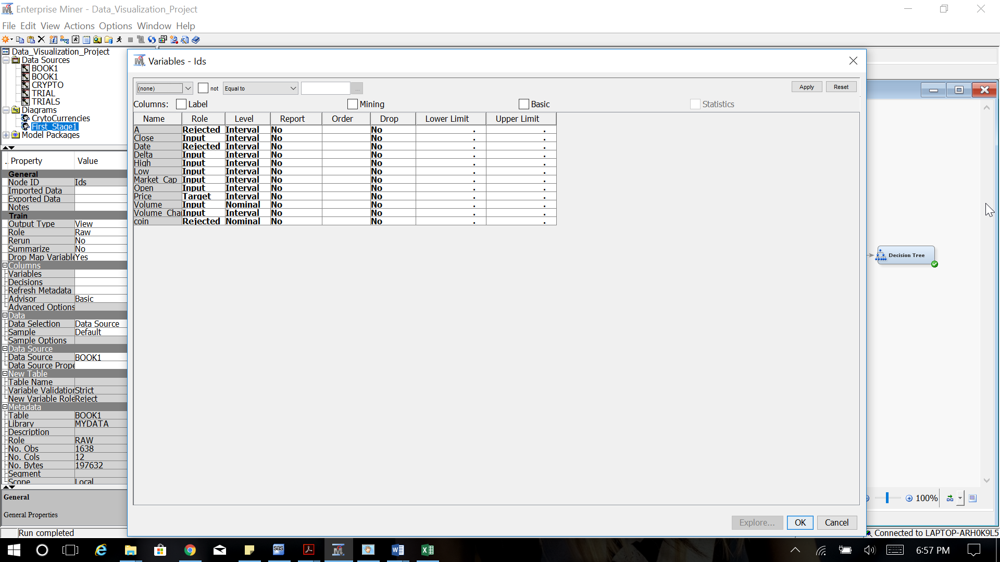 Enterprise Miner - Data_Visualization_Project
File Edit View Actions Options Window Help
Data_Visualization_Project
Data Sources
BOOK1
BOOK1
CRYPTO
TRIAL
TRIALS
Diagrams
CrytoCurrencies
First_Stage1
Model Packages
. Property Value
General
Node ID Ids
Imported Data
Exported Data
Notes
Train
Output Type View
Role Raw
Rerun No
Summarize No
Drop Map Variable Yes
Columns
Variables
Decisions
Refresh Metadata
Advisor Basic
Advanced Options
Data
Data Selection Data Source
Sample Default
Sample Options
Data Source
Data Source BOOK1
Data Source Prope
New Table
Table Name
Variable Validation Strict
New Variable Role Reject
Metadata
Table BOOK1
Library MYDATA
Description
Role RAW
No. Obs 1638
No. Cols 12
No. Bytes 197632
Segment
Scope Local
General
General Properties
Run completed
Variables - Ids
(none) not Equal to ... Apply Reset
Columns: Label Mining Basic Statistics
Name Role Level Report Order Drop Lower Limit Upper Limit
A Rejected Interval No No . .
Close Input Interval No No . .
Date Rejected Interval No No . .
Delta Input Interval No No . .
High Input Interval No No . .
Low Input Interval No No . .
Market_Cap Input Interval No No . .
Open Input Interval No No . .
Price Target Interval No No . .
Volume Input Nominal No No . .
Volume_Cha Input Interval No No . .
coin Rejected Nominal No No . .
Explore... OK Cancel
Decision Tree
100%
Connected to LAPTOP-ARH0K9L5
6:57 PM